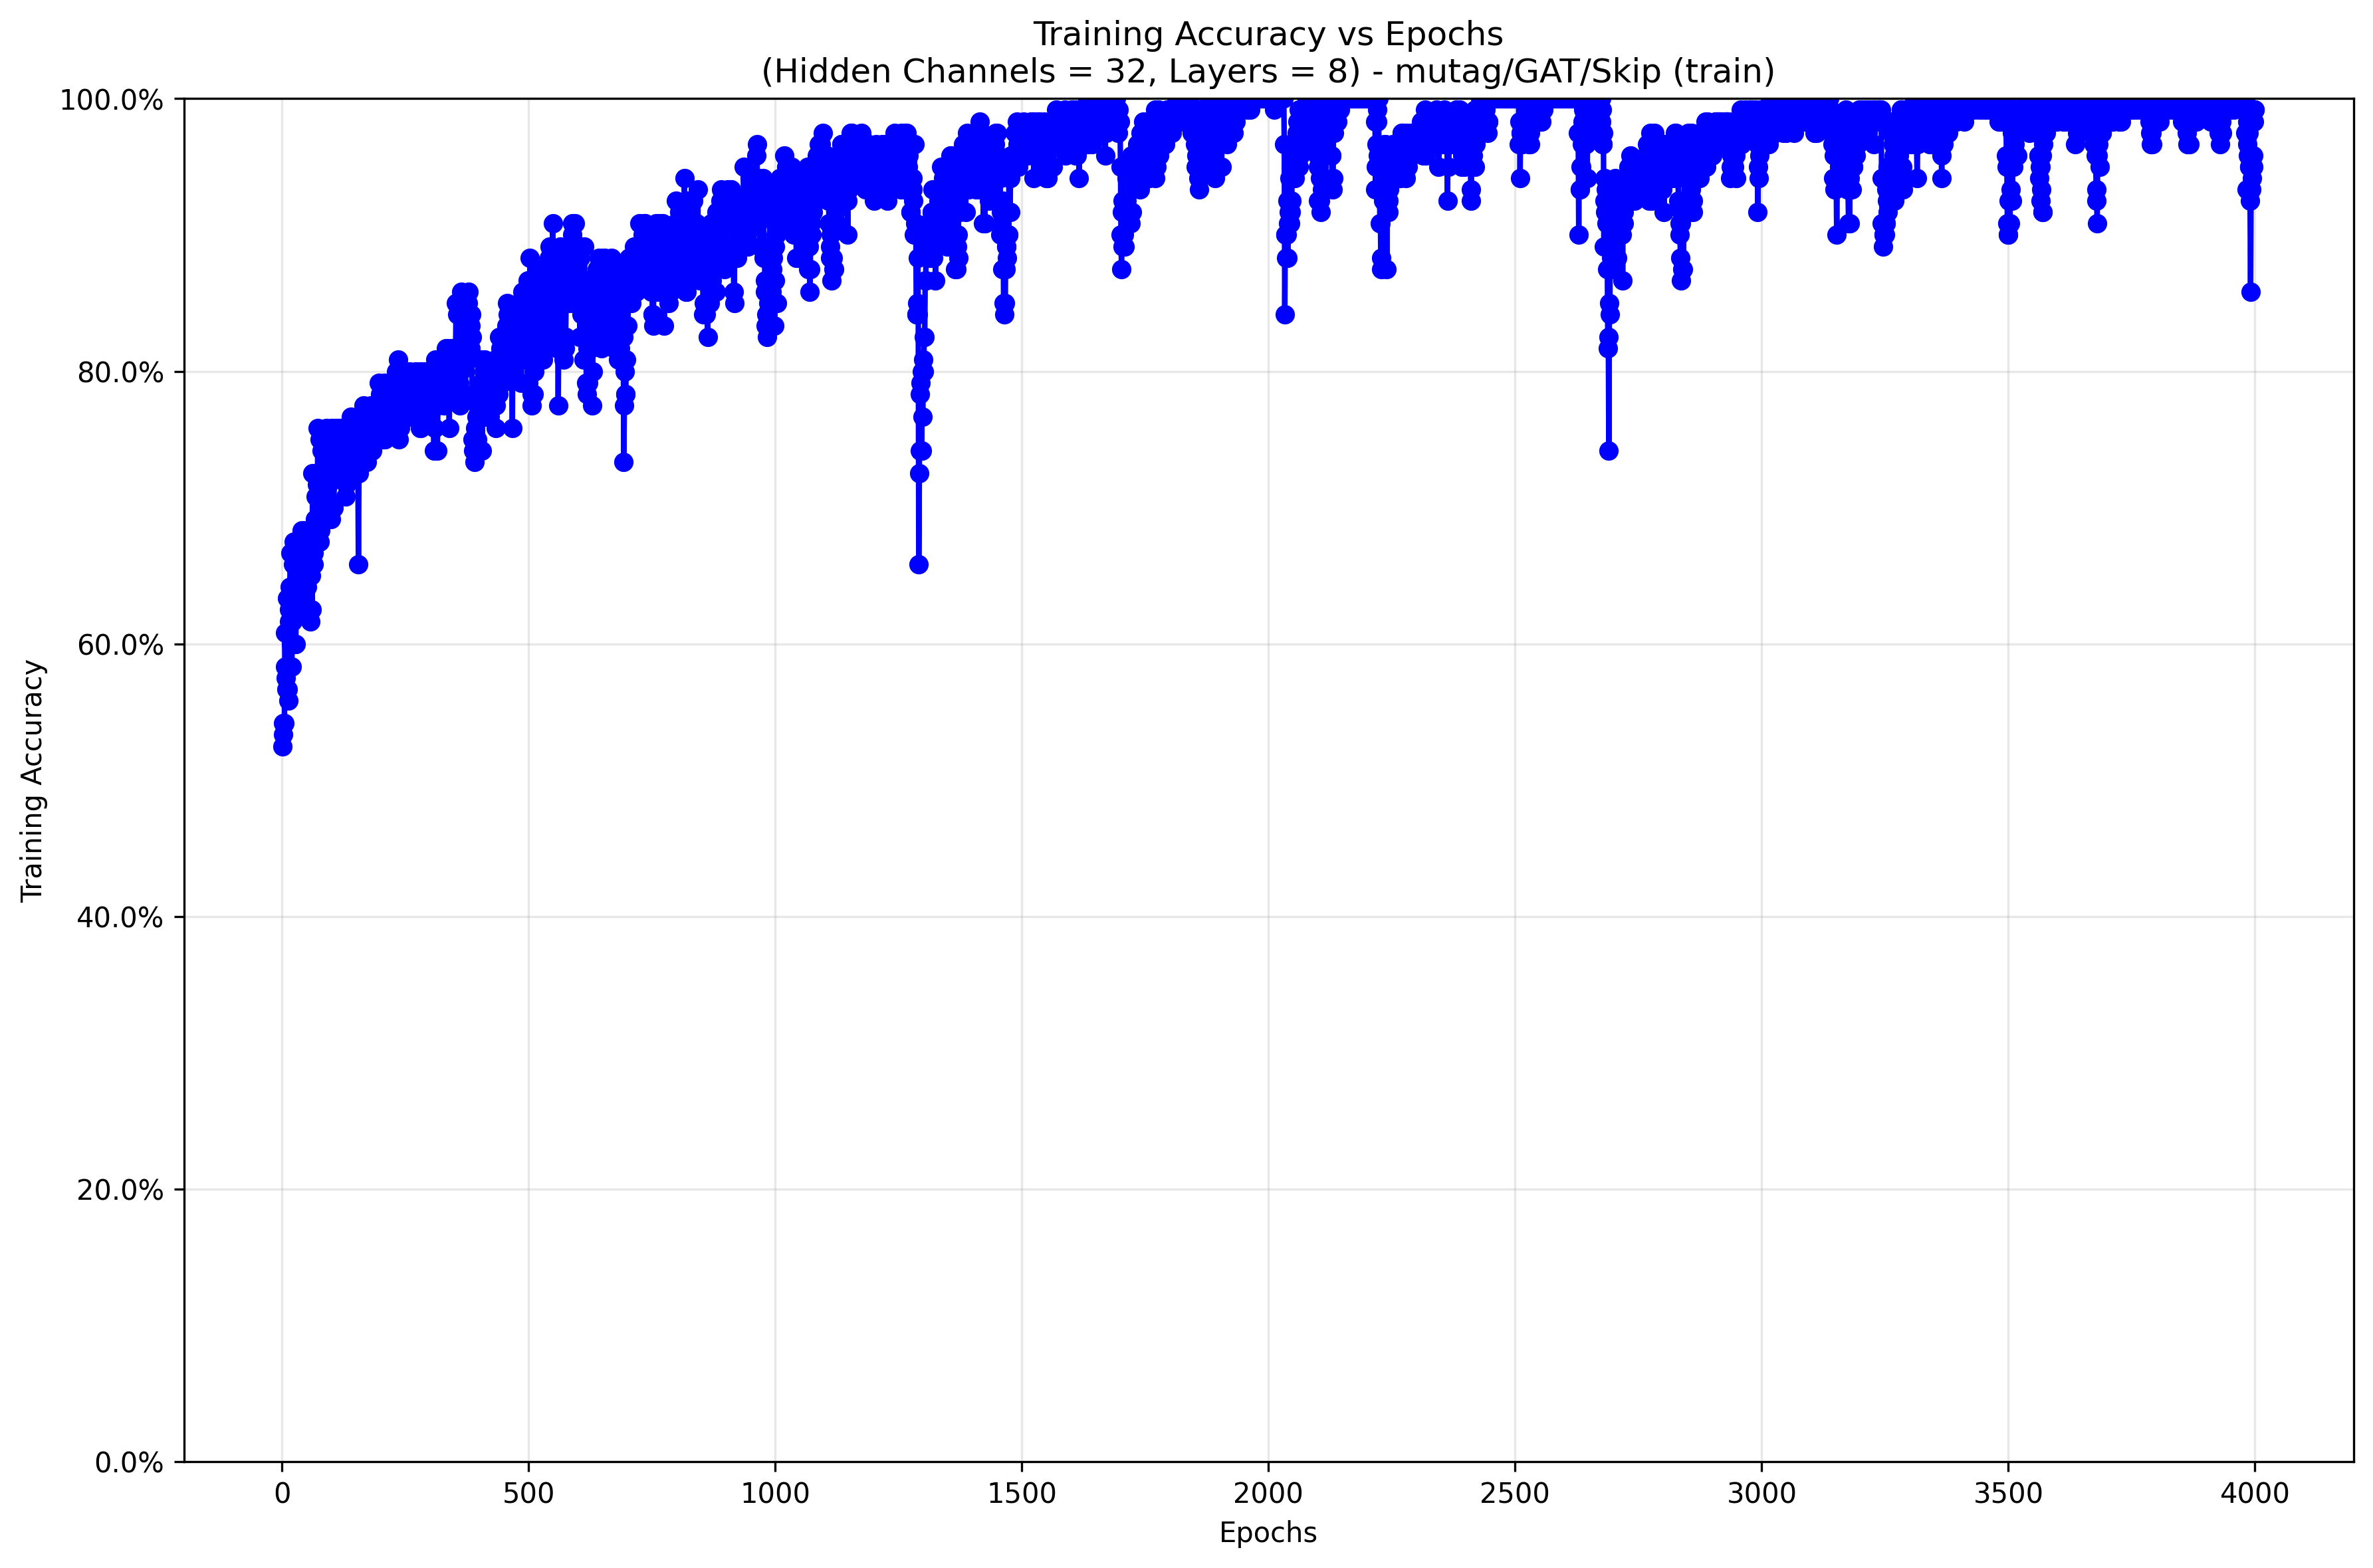 Training Accuracy vs Epochs
(Hidden Channels = 32, Layers = 8) - mutag/GAT/Skip (train)
100.0%
80.0%
60.0%
40.0%
20.0%
0.0%
Training Accuracy
0 500 1000 1500 2000 2500 3000 3500 4000
Epochs